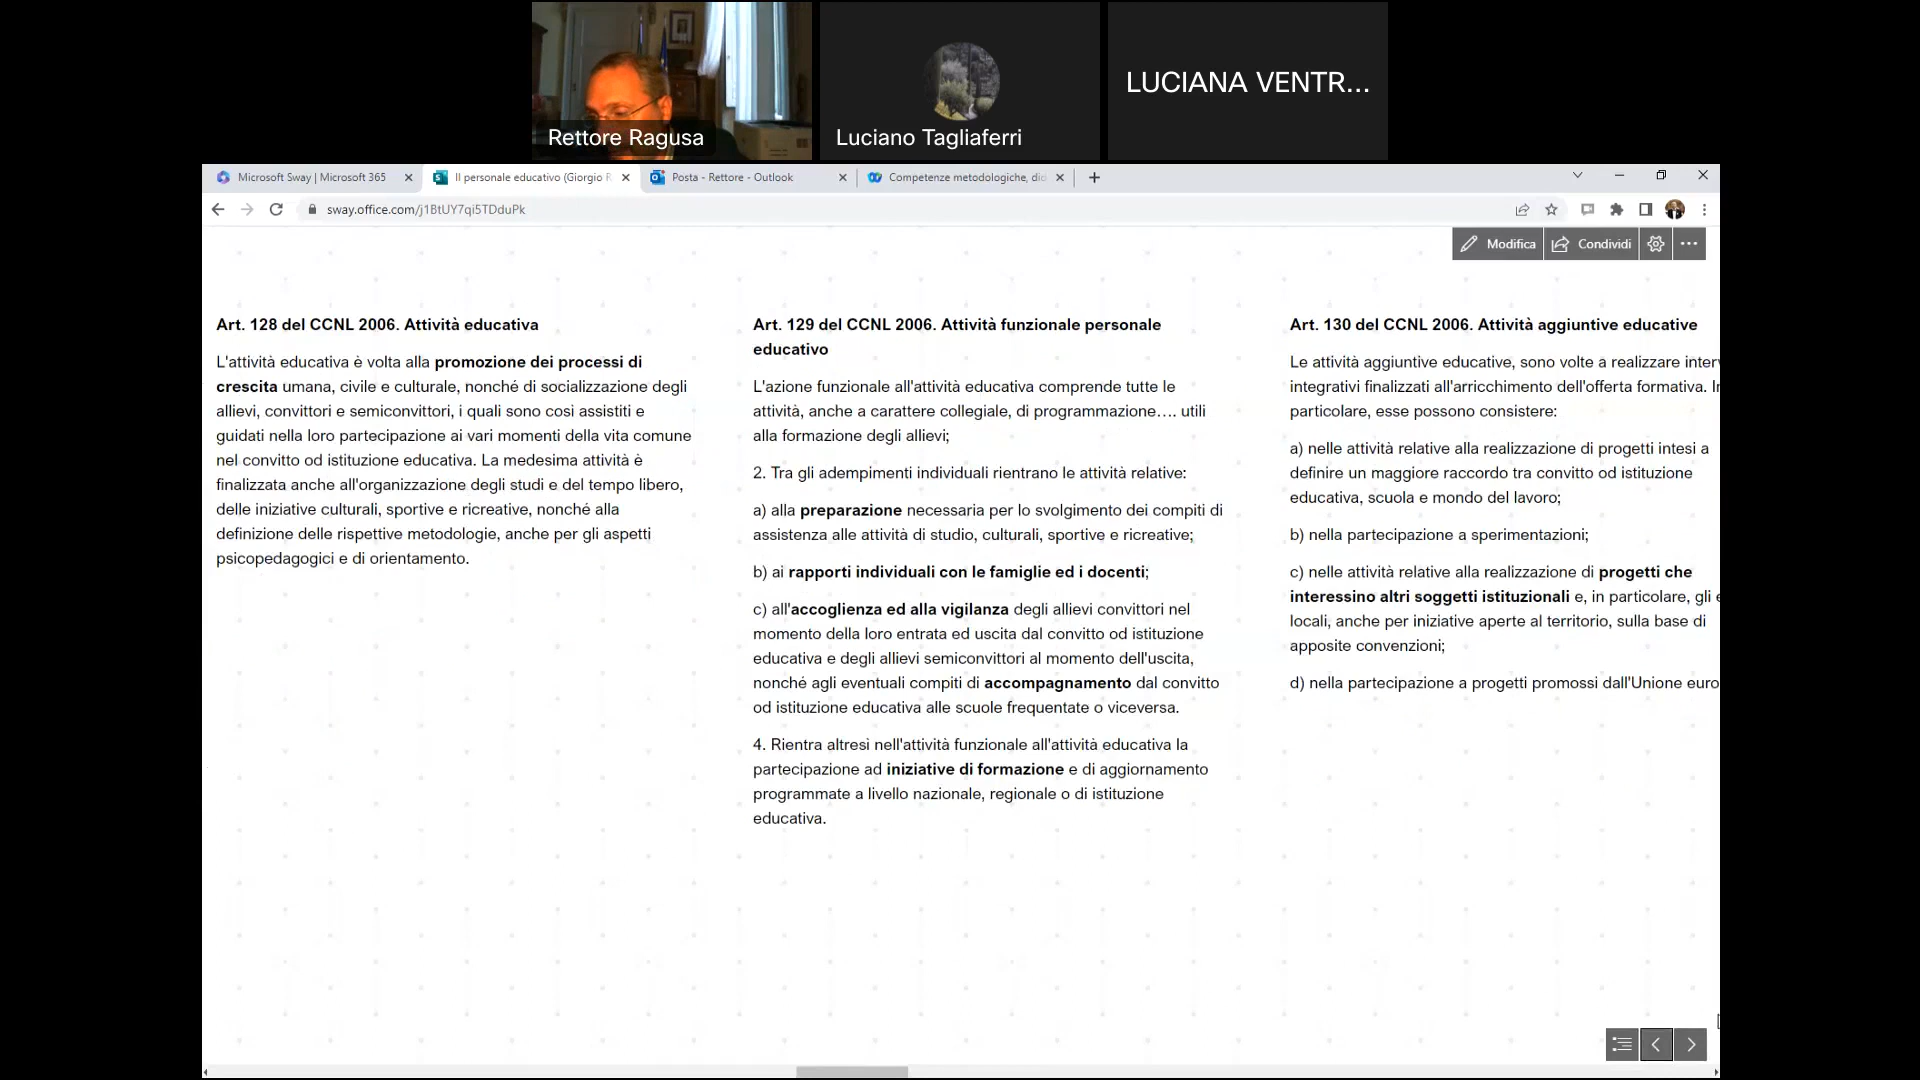 Rettore Ragusa
Luciano Tagliaferri
LUCIANA VENTR...
Microsoft Sway | Microsoft 365
Il personale educativo (Giorgio R
Posta - Rettore - Outlook
Competenze metodologiche, did
sway.office.com/j1BtUY7qi5TDduPk
Modifica
Condividi
Art. 128 del CCNL 2006. Attività educativa
L'attività educativa è volta alla promozione dei processi di
crescita umana, civile e culturale, nonché di socializzazione degli
allievi, convittori e semiconvittori, i quali sono cosi assistiti e
guidati nella loro partecipazione ai vari momenti della vita comune
nel convitto od istituzione educativa. La medesima attività è
finalizzata anche all'organizzazione degli studi e del tempo libero,
delle iniziative culturali, sportive e ricreative, nonché alla
definizione delle rispettive metodologie, anche per gli aspetti
psicopedagogici e di orientamento.
Art. 129 del CCNL 2006. Attività funzionale personale
educativo
L'azione funzionale all'attività educativa comprende tutte le
attività, anche a carattere collegiale, di programmazione…. utili
alla formazione degli allievi;
2. Tra gli adempimenti individuali rientrano le attività relative:
a) alla preparazione necessaria per lo svolgimento dei compiti di
assistenza alle attività di studio, culturali, sportive e ricreative;
b) ai rapporti individuali con le famiglie ed i docenti;
c) all'accoglienza ed alla vigilanza degli allievi convittori nel
momento della loro entrata ed uscita dal convitto od istituzione
educativa e degli allievi semiconvittori al momento dell'uscita,
nonché agli eventuali compiti di accompagnamento dal convitto
od istituzione educativa alle scuole frequentate o viceversa.
4. Rientra altresi nell'attività funzionale all'attività educativa la
partecipazione ad iniziative di formazione e di aggiornamento
programmate a livello nazionale, regionale o di istituzione
educativa.
Art. 130 del CCNL 2006. Attività aggiuntive educative
Le attività aggiuntive educative, sono volte a realizzare interv
integrativi finalizzati all'arricchimento dell'offerta formativa. In
particolare, esse possono consistere:
a) nelle attività relative alla realizzazione di progetti intesi a
definire un maggiore raccordo tra convitto od istituzione
educativa, scuola e mondo del lavoro;
b) nella partecipazione a sperimentazioni;
c) nelle attività relative alla realizzazione di progetti che
interessino altri soggetti istituzionali e, in particolare, gli e
locali, anche per iniziative aperte al territorio, sulla base di
apposite convenzioni;
d) nella partecipazione a progetti promossi dall'Unione euro